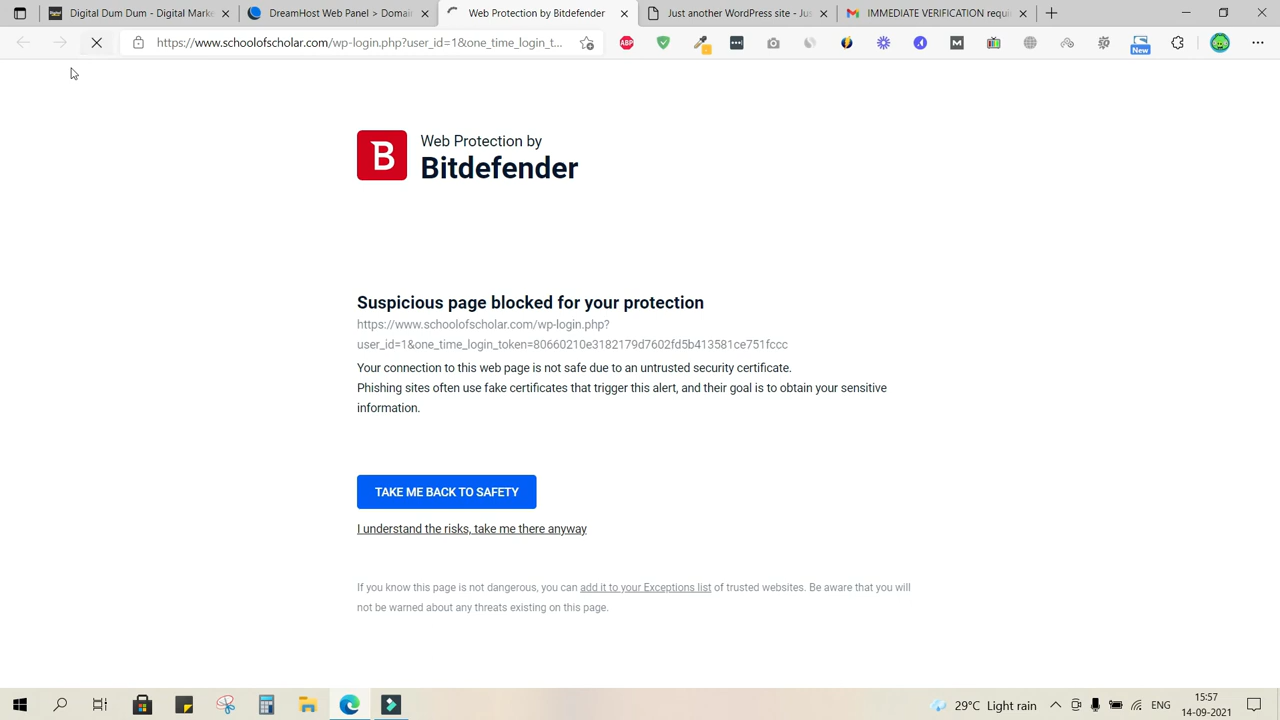 Digital Dum Dum - Digital Marke
DreamHost Web Panel > Domai
Web Protection by Bitdefender
Just another Wordpress site - Jus
IMMEDIATE VERIFICATION requi
https://www.schoolofscholar.com/wp-login.php?user_id=1&one_time_login_t...
ABP
M
New
B
Web Protection by
Bitdefender
Suspicious page blocked for your protection
https://www.schoolofscholar.com/wp-login.php?
user_id=1&one_time_login_token=80660210e3182179d7602fd5b413581ce751fccc
Your connection to this web page is not safe due to an untrusted security certificate.
Phishing sites often use fake certificates that trigger this alert, and their goal is to obtain your sensitive
information.
TAKE ME BACK TO SAFETY
I understand the risks, take me there anyway
If you know this page is not dangerous, you can add it to your Exceptions list of trusted websites. Be aware that you will
not be warned about any threats existing on this page.
29°C Light rain
ENG
15:57
14-09-2021